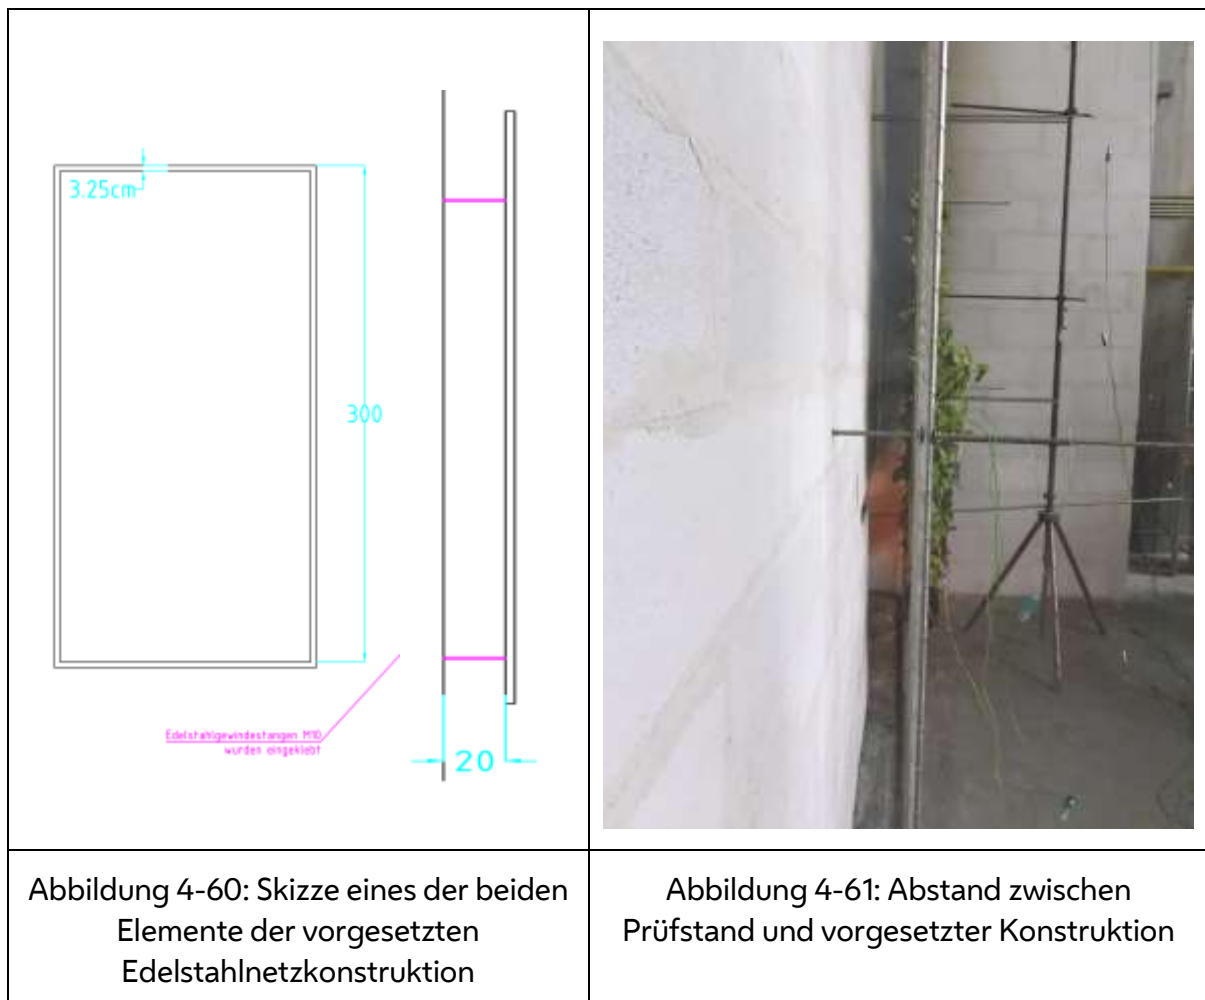 3.25cm
300
Edelstahlgewindestangen M10
wurden eingeklebt
20
Abbildung 4-60: Skizze eines der beiden
Elemente der vorgesetzten
Edelstahlnetzkonstruktion
Abbildung 4-61: Abstand zwischen
Prüfstand und vorgesetzter Konstruktion